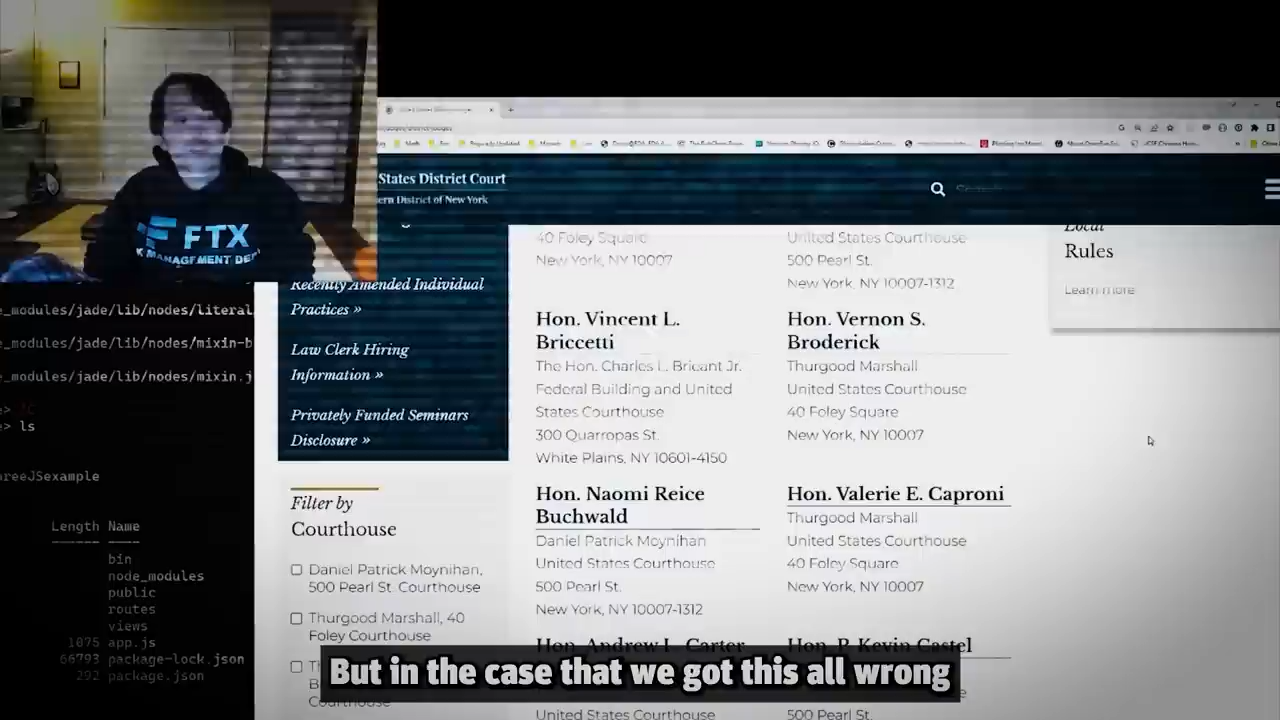 FTX
K MANAGEMENT DEP
States District Court
ern District of New York
Recently Amended Individual
Practices »
Law Clerk Hiring
Information »
Privately Funded Seminars
Disclosure »
Filter by
Courthouse
Daniel Patrick Moynihan,
500 Pearl St. Courthouse
Thurgood Marshall, 40
Foley Courthouse
Courthouse
40 Foley Square
New York, NY 10007
Hon. Vincent L.
Briccetti
The Hon. Charles L. Brieant Jr.
Federal Building and United
States Courthouse
300 Quarropas St.
White Plains, NY 10601-4150
Hon. Naomi Reice
Buchwald
Daniel Patrick Moynihan
United States Courthouse
500 Pearl St.
New York, NY 10007-1312
Hon. Andrew L. Carter
United States Courthouse
United States Courthouse
500 Pearl St.
New York, NY 10007-1312
Hon. Vernon S.
Broderick
Thurgood Marshall
United States Courthouse
40 Foley Square
New York, NY 10007
Hon. Valerie E. Caproni
Thurgood Marshall
United States Courthouse
40 Foley Square
New York, NY 10007
Hon. P. Kevin Castel
500 Pearl St.
Local
Rules
Learn more
e_modules/jade/lib/nodes/literal
e_modules/jade/lib/nodes/mixin-b
e_modules/jade/lib/nodes/mixin.j
> ^C
> ls
reeJSexample
Length Name
------ ----
bin
node_modules
public
routes
views
1075 app.js
66793 package-lock.json
292 package.json
But in the case that we got this all wrong